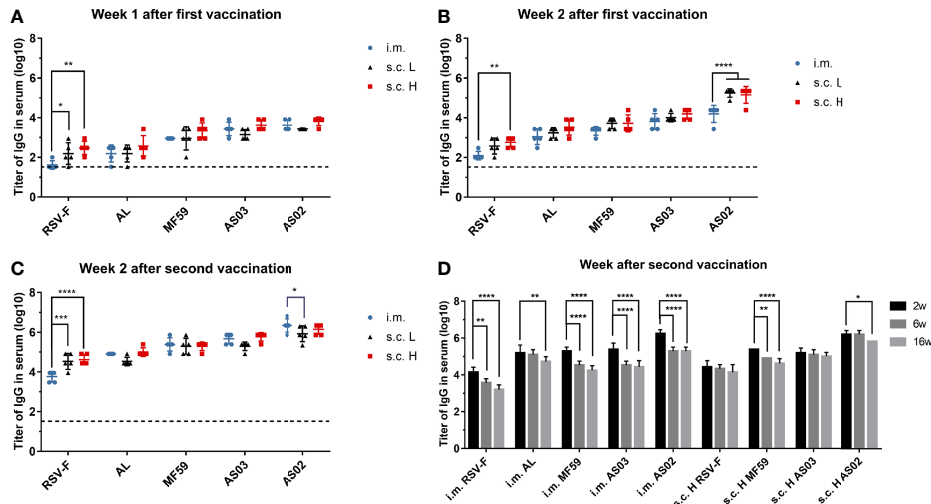 A
Week 1 after first vaccination
Titer of IgG in serum (log10)
8
6
4
2
0
**
*
RSV-F
AL
MF59
AS03
AS02
i.m.
s.c. L
s.c. H
B
Week 2 after first vaccination
Titer of IgG in serum (log10)
8
6
4
2
0
**
****
RSV-F
AL
MF59
AS03
AS02
i.m.
s.c. L
s.c. H
C
Week 2 after second vaccination
Titer of IgG in serum (log10)
8
6
4
2
0
****
***
*
RSV-F
AL
MF59
AS03
AS02
i.m.
s.c. L
s.c. H
D
Week after second vaccination
Titer of IgG in serum (log10)
8
6
4
2
0
****
**
**
****
****
****
****
****
****
****
**
*
i.m. RSV-F
i.m. AL
i.m. MF59
i.m. AS03
i.m. AS02
s.c. H RSV-F
s.c. H MF59
s.c. H AS03
s.c. H AS02
2w
6w
16w